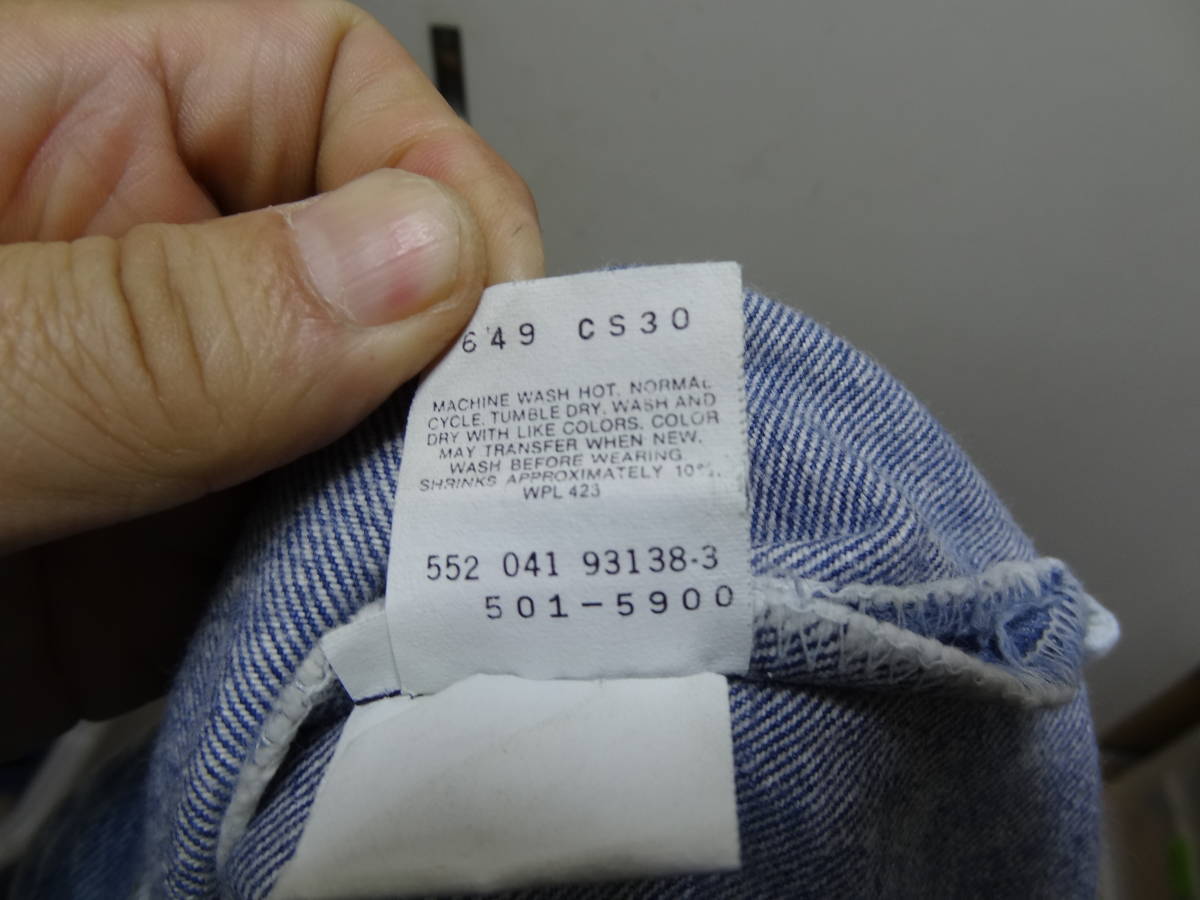 649 CS30
MACHINE WASH HOT, NORMAL
CYCLE, TUMBLE DRY, WASH AND
DRY WITH LIKE COLORS. COLOR
MAY TRANSFER WHEN NEW.
WASH BEFORE WEARING.
SHRINKS APPROXIMATELY 10%.
WPL 423
552 041 93138-3
501-5900